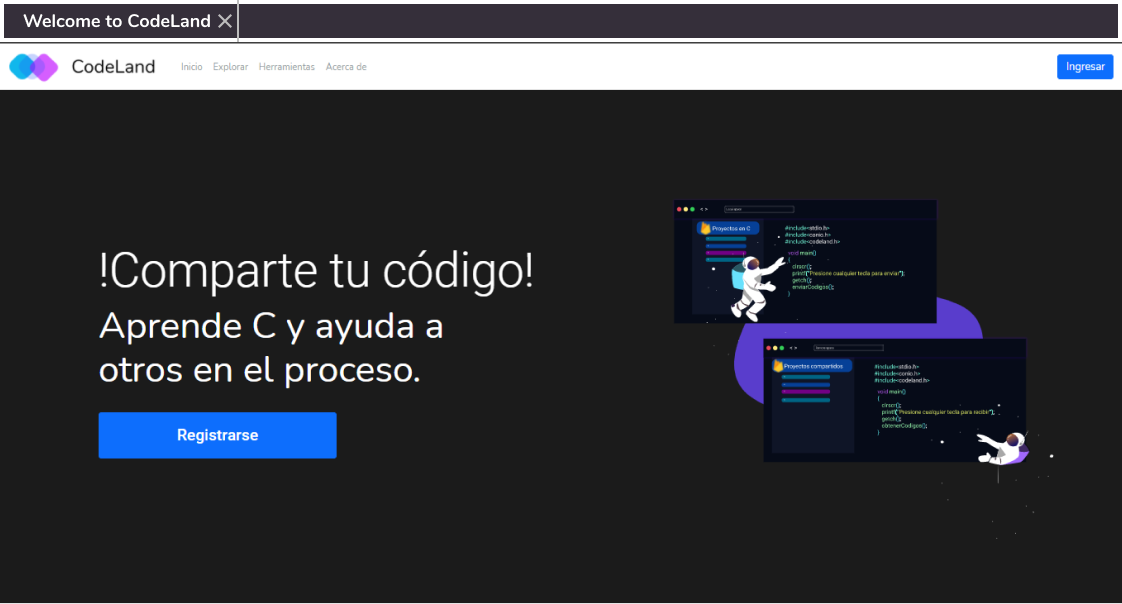 Welcome to CodeLand
CodeLand
Inicio Explorar Herramientas Acerca de
Ingresar
!Comparte tu código!
Aprende C y ayuda a
otros en el proceso.
Registrarse
Proyectos en C
#include<stdio.h>
#include<conio.h>
#include<codeland.h>
void main()
{
clrscr();
printf("Presione cualquier tecla para enviar");
getch();
enviarCodigos();
}
Proyectos compartidos
#include<stdio.h>
#include<conio.h>
#include<codeland.h>
void main()
{
clrscr();
printf("Presione cualquier tecla para recibir");
getch();
obtenerCodigos();
}